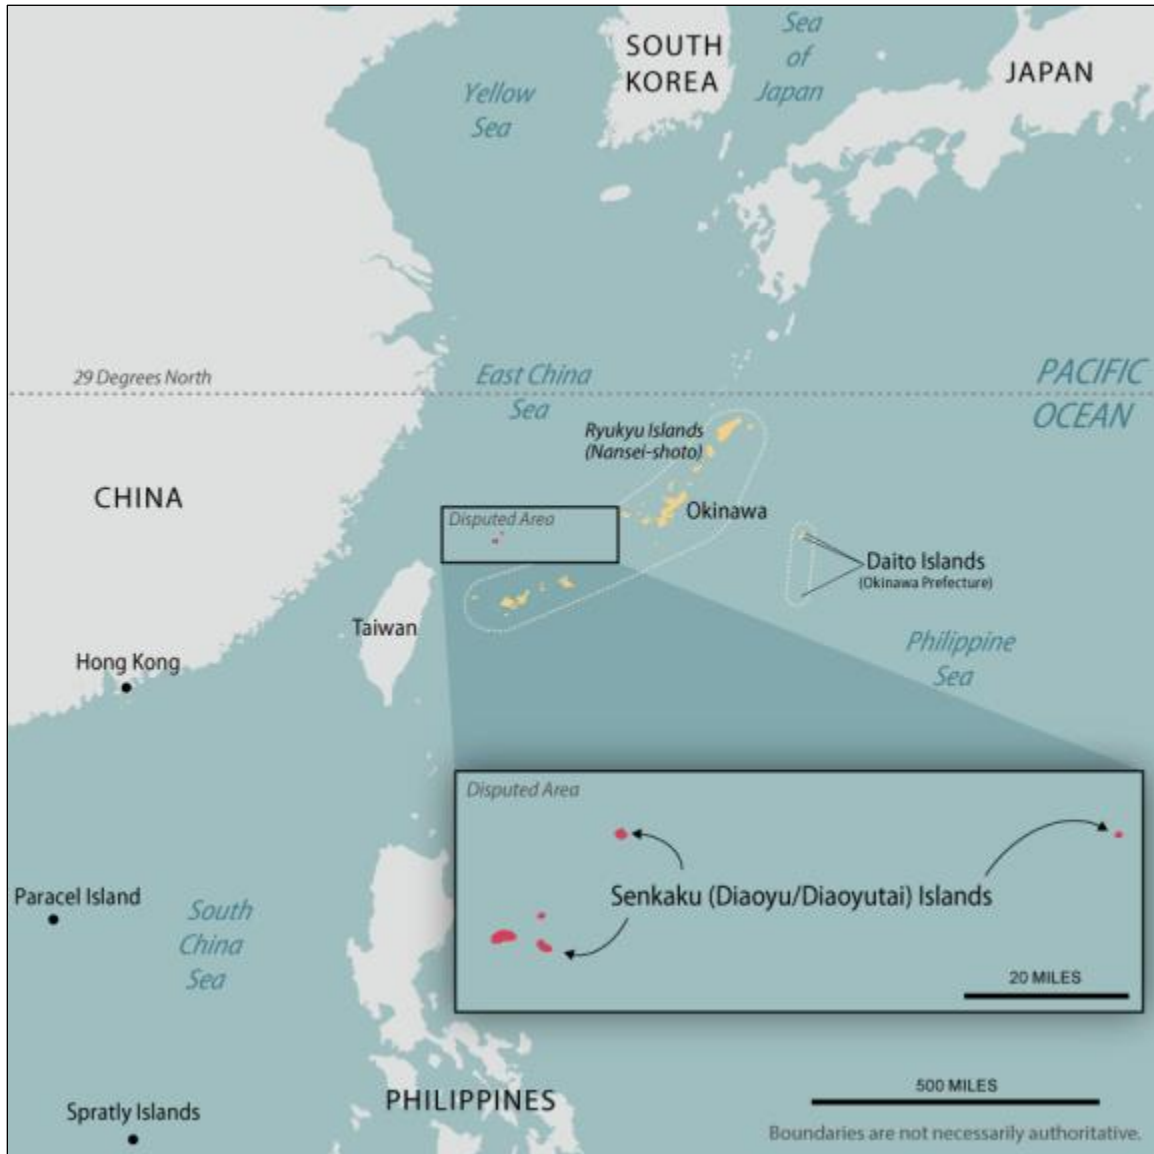 Sea
of
Japan
SOUTH
KOREA
JAPAN
Yellow
Sea
29 Degrees North
East China
Sea
PACIFIC
OCEAN
Ryukyu Islands
(Nansei-shoto)
CHINA
Okinawa
Disputed Area
Daito Islands
(Okinawa Prefecture)
Taiwan
Philippine
Sea
Hong Kong
Disputed Area
Senkaku (Diaoyu/Diaoyutai) Islands
20 MILES
Paracel Island
South
China
Sea
PHILIPPINES
500 MILES
Spratly Islands
Boundaries are not necessarily authoritative.